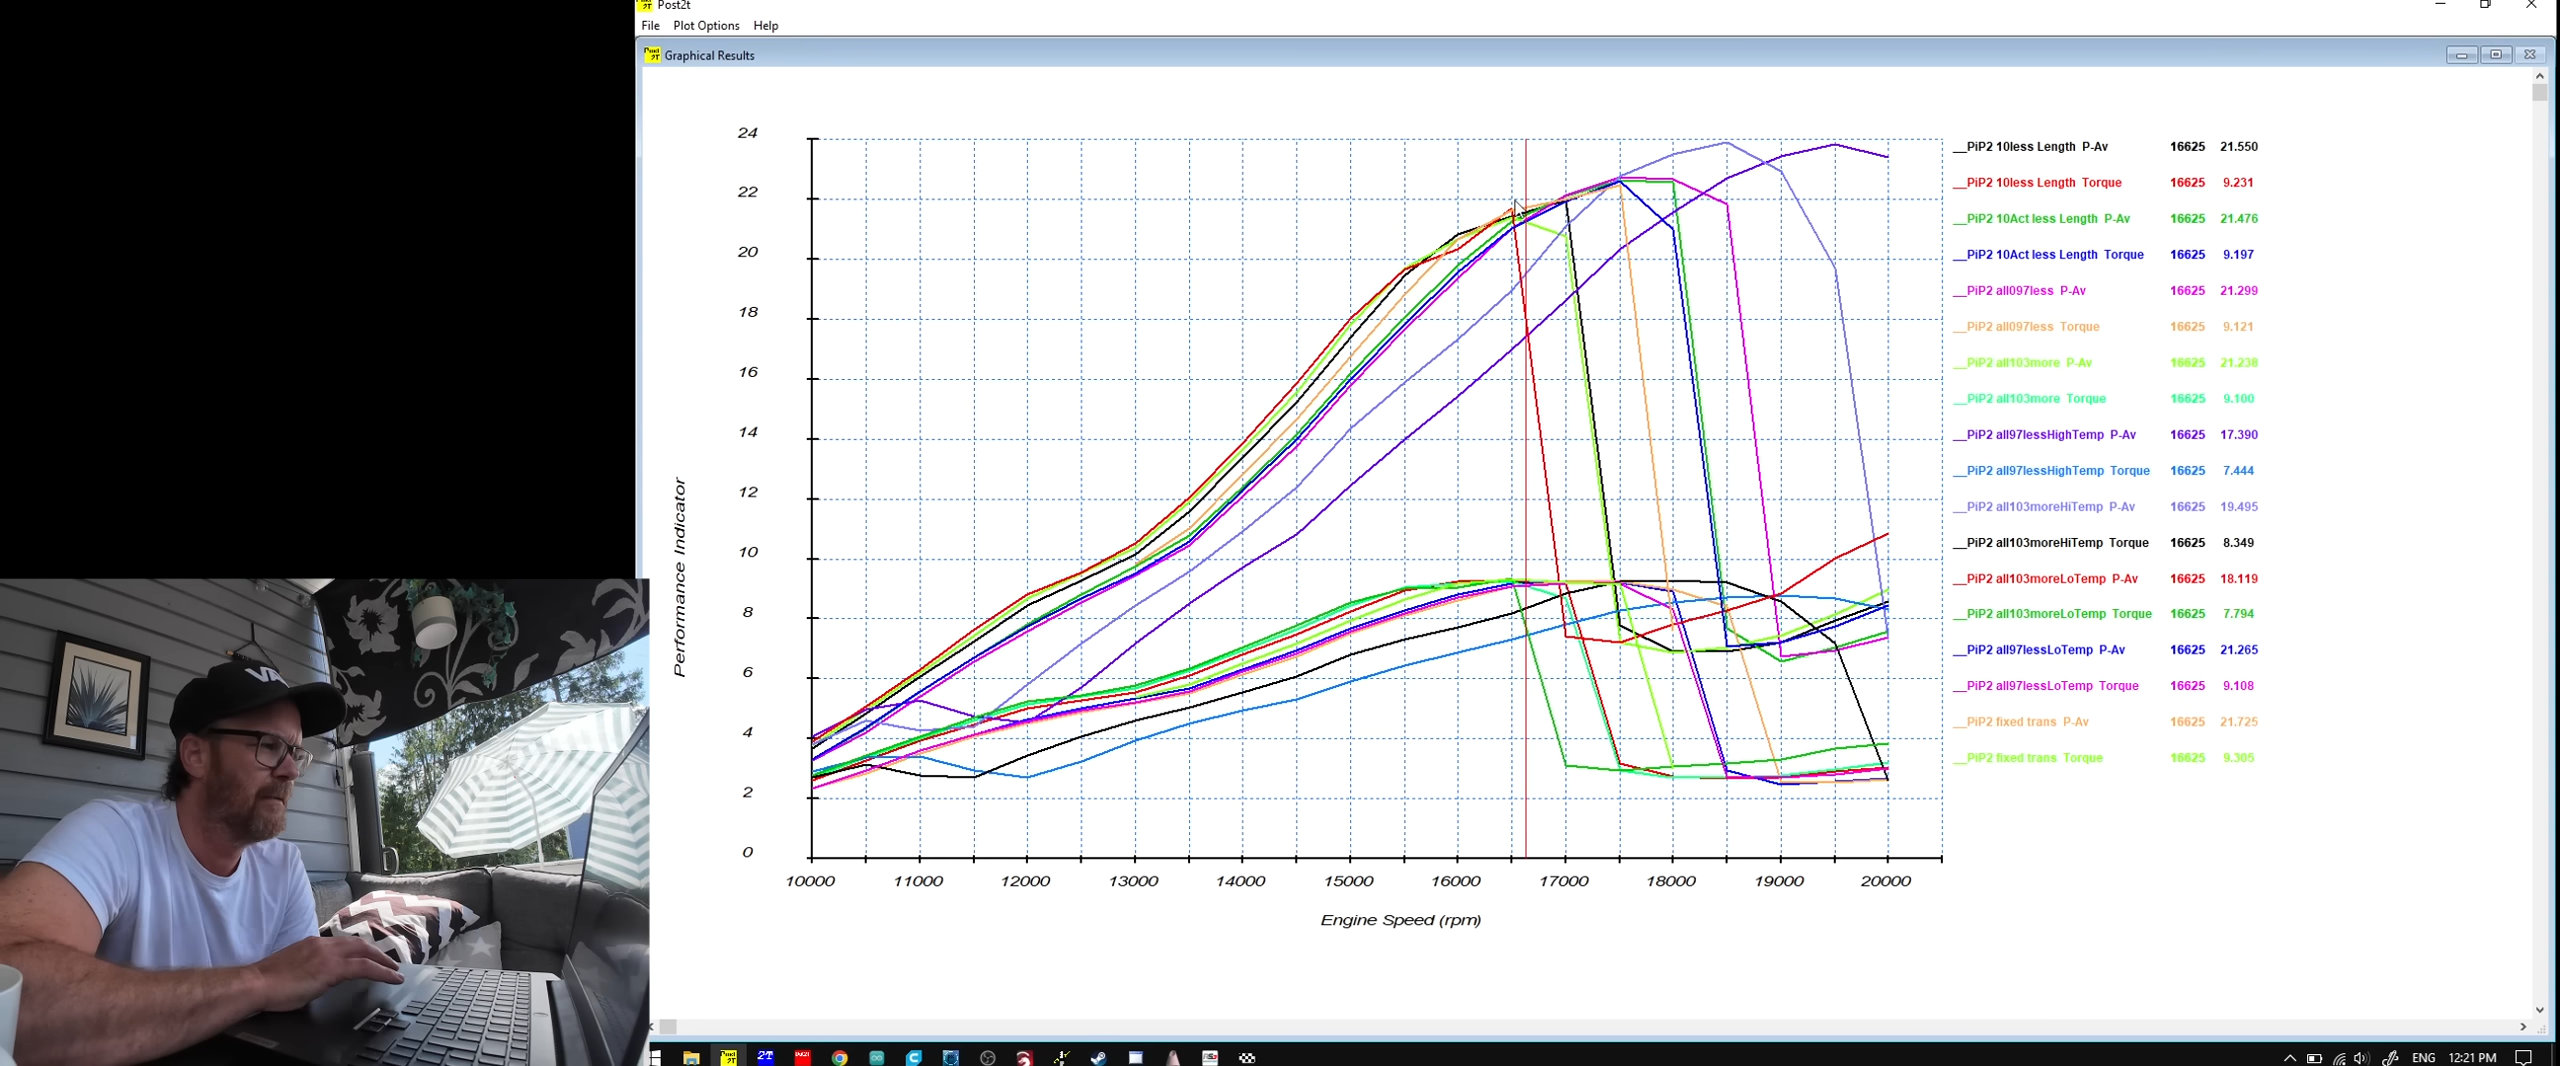 Post2t
File Plot Options Help
Graphical Results
24
22
20
18
16
14
12
10
8
6
4
2
0
Performance Indicator
10000 11000 12000 13000 14000 15000 16000 17000 18000 19000 20000
Engine Speed (rpm)
__PiP2 10less Length P-Av 16625 21.550
__PiP2 10less Length Torque 16625 9.231
__PiP2 10Act less Length P-Av 16625 21.476
__PiP2 10Act less Length Torque 16625 9.197
__PiP2 all097less P-Av 16625 21.299
__PiP2 all097less Torque 16625 9.121
__PiP2 all103more P-Av 16625 21.238
__PiP2 all103more Torque 16625 9.100
__PiP2 all97lessHighTemp P-Av 16625 17.390
__PiP2 all97lessHighTemp Torque 16625 7.444
__PiP2 all103moreHiTemp P-Av 16625 19.495
__PiP2 all103moreHiTemp Torque 16625 8.349
__PiP2 all103moreLoTemp P-Av 16625 18.119
__PiP2 all103moreLoTemp Torque 16625 7.794
__PiP2 all97lessLoTemp P-Av 16625 21.265
__PiP2 all97lessLoTemp Torque 16625 9.108
__PiP2 fixed trans P-Av 16625 21.725
__PiP2 fixed trans Torque 16625 9.305
ENG 12:21 PM